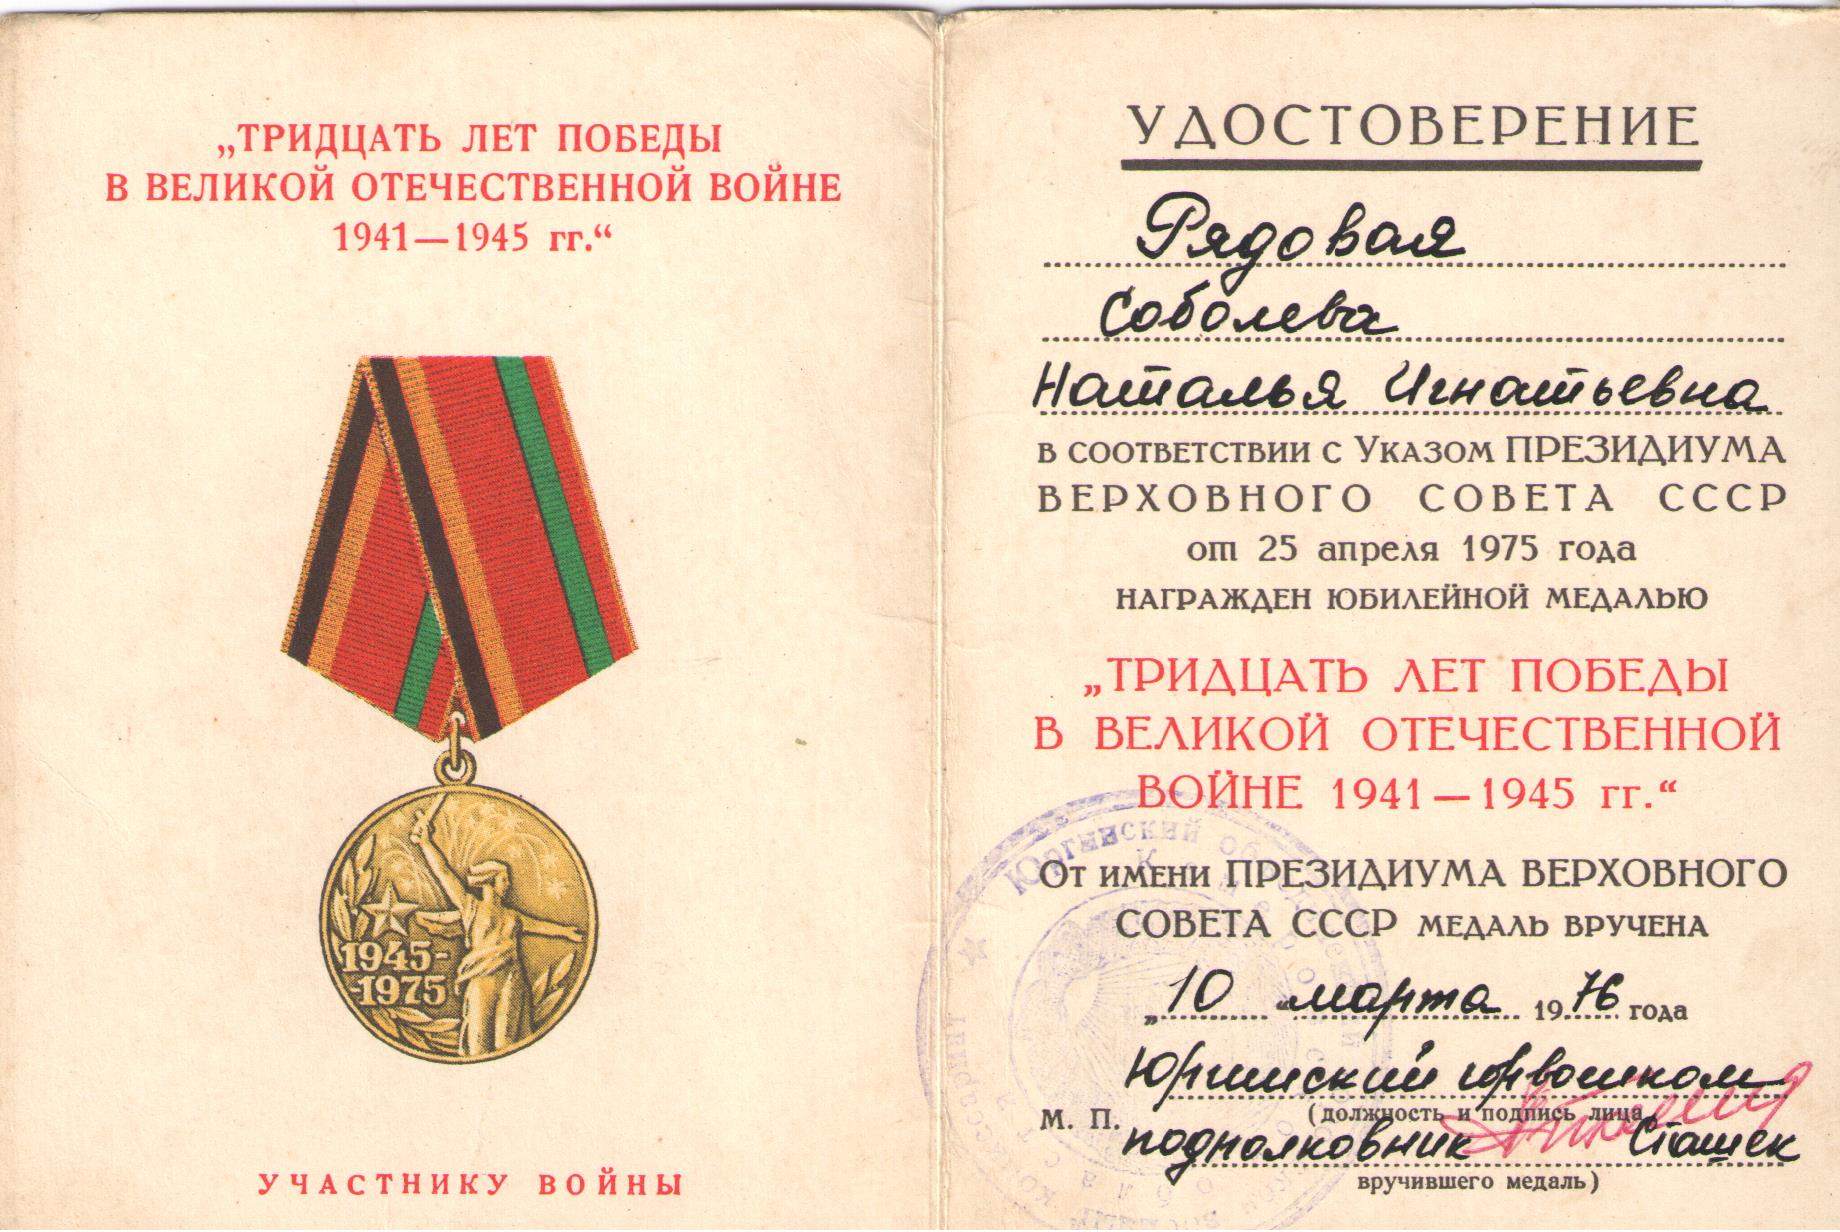 „ТРИДЦАТЬ ЛЕТ ПОБЕДЫ
В ВЕЛИКОЙ ОТЕЧЕСТВЕННОЙ ВОЙНЕ
1941—1945 гг.“
1945-
-1975
УЧАСТНИКУ ВОЙНЫ
УДОСТОВЕРЕНИЕ
Рядовая
Соболева
Наталья Игнатьевна
в соответствии с Указом ПРЕЗИДИУМА
ВЕРХОВНОГО СОВЕТА СССР
от 25 апреля 1975 года
НАГРАЖДЕН ЮБИЛЕЙНОЙ МЕДАЛЬЮ
„ТРИДЦАТЬ ЛЕТ ПОБЕДЫ
В ВЕЛИКОЙ ОТЕЧЕСТВЕННОЙ
ВОЙНЕ 1941—1945 гг.“
От имени ПРЕЗИДИУМА ВЕРХОВНОГО
СОВЕТА СССР МЕДАЛЬ ВРУЧЕНА
„10“ марта 1976 года
Юргинский горвоенком
М. П.
(должность и подпись лица,
подполковник Сташек
вручившего медаль)
Юргинский